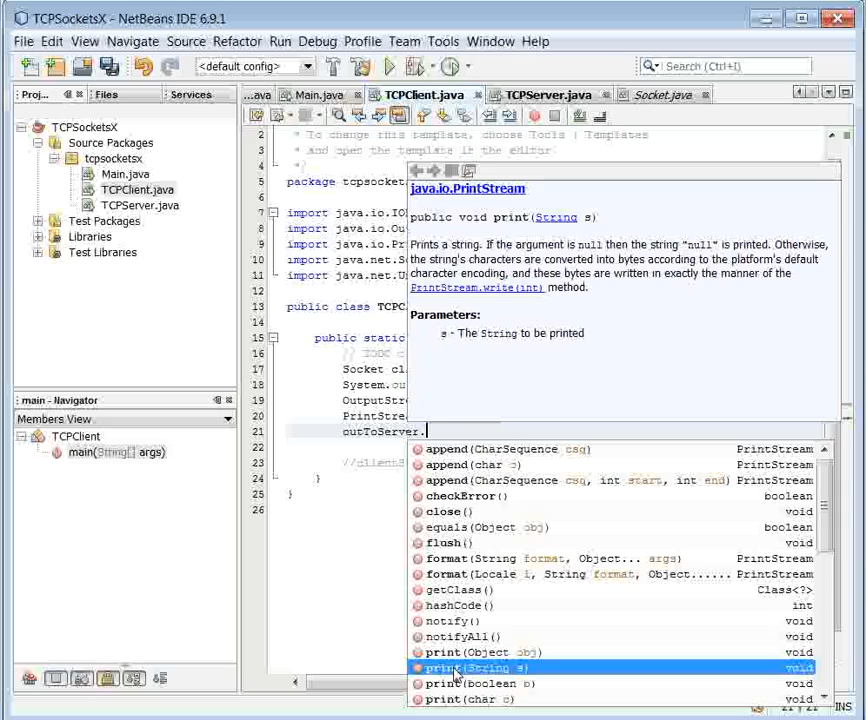 TCPSocketsX - NetBeans IDE 6.9.1
File Edit View Navigate Source Refactor Run Debug Profile Team Tools Window Help
<default config>
Search (Ctrl+I)
Proj... Files Services
...ava Main.java TCPClient.java TCPServer.java Socket.java
TCPSocketsX
Source Packages
tcpsocketsx
Main.java
TCPClient.java
TCPServer.java
Test Packages
Libraries
Test Libraries
2 * To change this template, choose Tools | Templates
3 * and open the template in the editor.
4 */
5 package tcpsockets
6
7 import java.io.IO
8 import java.io.Ou
9 import java.io.Pr
10 import java.net.S
11 import java.net.U
12
13 public class TCPC
14
15 public static
16 // TODO c
17 Socket cl
18 System.ou
19 OutputStre
20 PrintStrea
21 outToServer.
22
23 //clientS
24 }
25 }
26
java.io.PrintStream
public void print(String s)
Prints a string. If the argument is null then the string "null" is printed. Otherwise,
the string's characters are converted into bytes according to the platform's default
character encoding, and these bytes are written in exactly the manner of the
PrintStream.write(int) method.
Parameters:
s - The String to be printed
append(CharSequence csq) PrintStream
append(char c) PrintStream
append(CharSequence csq, int start, int end) PrintStream
checkError() boolean
close() void
equals(Object obj) boolean
flush() void
format(String format, Object... args) PrintStream
format(Locale l, String format, Object...... PrintStream
getClass() Class<?>
hashCode() int
notify() void
notifyAll() void
print(Object obj) void
print(String s) void
print(boolean b) void
print(char c) void
main - Navigator
Members View
TCPClient
main(String[] args)
INS